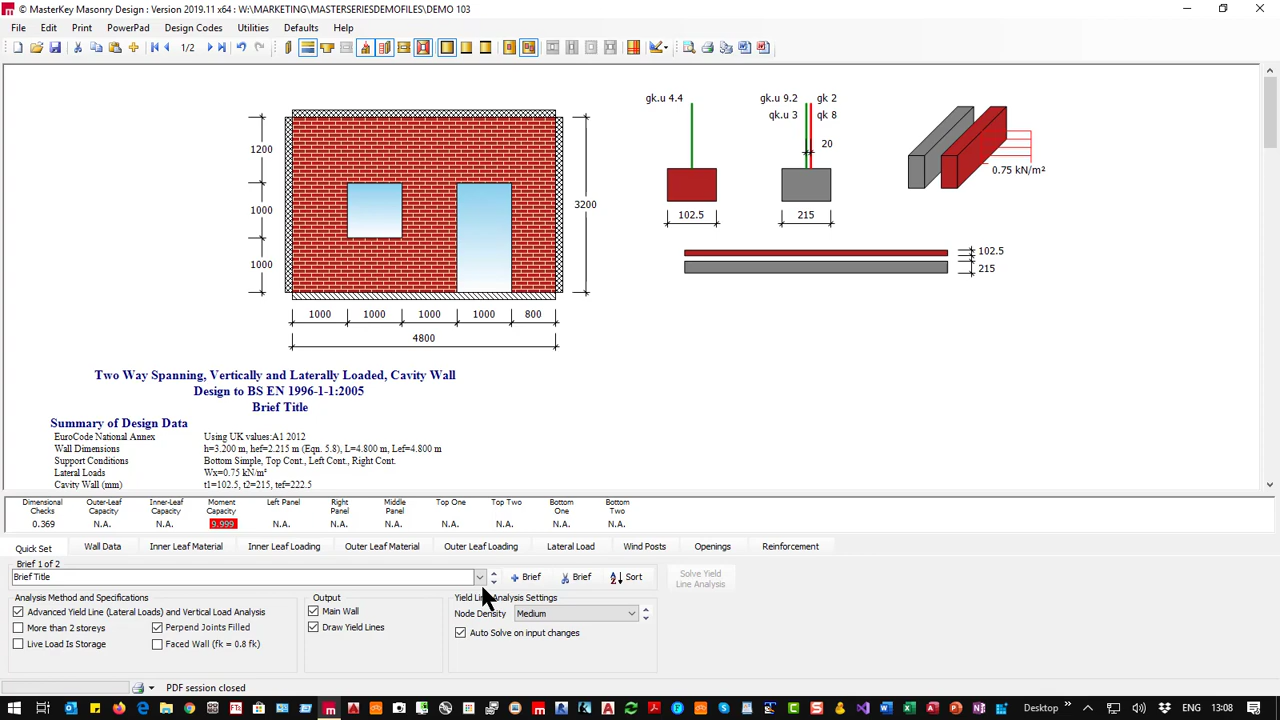 MasterKey Masonry Design : Version 2019.11 x64 : W:\MARKETING\MASTERSERIESDEMOFILES\DEMO 103
File Edit Print PowerPad Design Codes Utilities Defaults Help
1/2
1200
1000
1000
3200
1000 1000 1000 1000 800
4800
gk.u 4.4
102.5
gk.u 9.2 gk 2
qk.u 3 qk 8
20
215
0.75 kN/m²
102.5
215
Two Way Spanning, Vertically and Laterally Loaded, Cavity Wall
Design to BS EN 1996-1-1:2005
Brief Title
Summary of Design Data
EuroCode National Annex Using UK values:A1 2012
Wall Dimensions h=3.200 m, hef=2.215 m (Eqn. 5.8), L=4.800 m, Lef=4.800 m
Support Conditions Bottom Simple, Top Cont., Left Cont., Right Cont.
Lateral Loads Wx=0.75 kN/m²
Cavity Wall (mm) t1=102.5, t2=215, tef=222.5
Dimensional Checks Outer-Leaf Capacity Inner-Leaf Capacity Moment Capacity Left Panel Right Panel Middle Panel Top One Top Two Bottom One Bottom Two
0.369 N.A. N.A. 9.999 N.A. N.A. N.A. N.A. N.A. N.A. N.A.
Quick Set Wall Data Inner Leaf Material Inner Leaf Loading Outer Leaf Material Outer Leaf Loading Lateral Load Wind Posts Openings Reinforcement
Brief 1 of 2
Brief Title Brief Brief Sort Solve Yield Line Analysis
Analysis Method and Specifications Output Yield Line Analysis Settings
Advanced Yield Line (Lateral Loads) and Vertical Load Analysis Main Wall Node Density Medium
More than 2 storeys Perpend Joints Filled Draw Yield Lines Auto Solve on input changes
Live Load Is Storage Faced Wall (fk = 0.8 fk)
PDF session closed
Desktop ENG 13:08